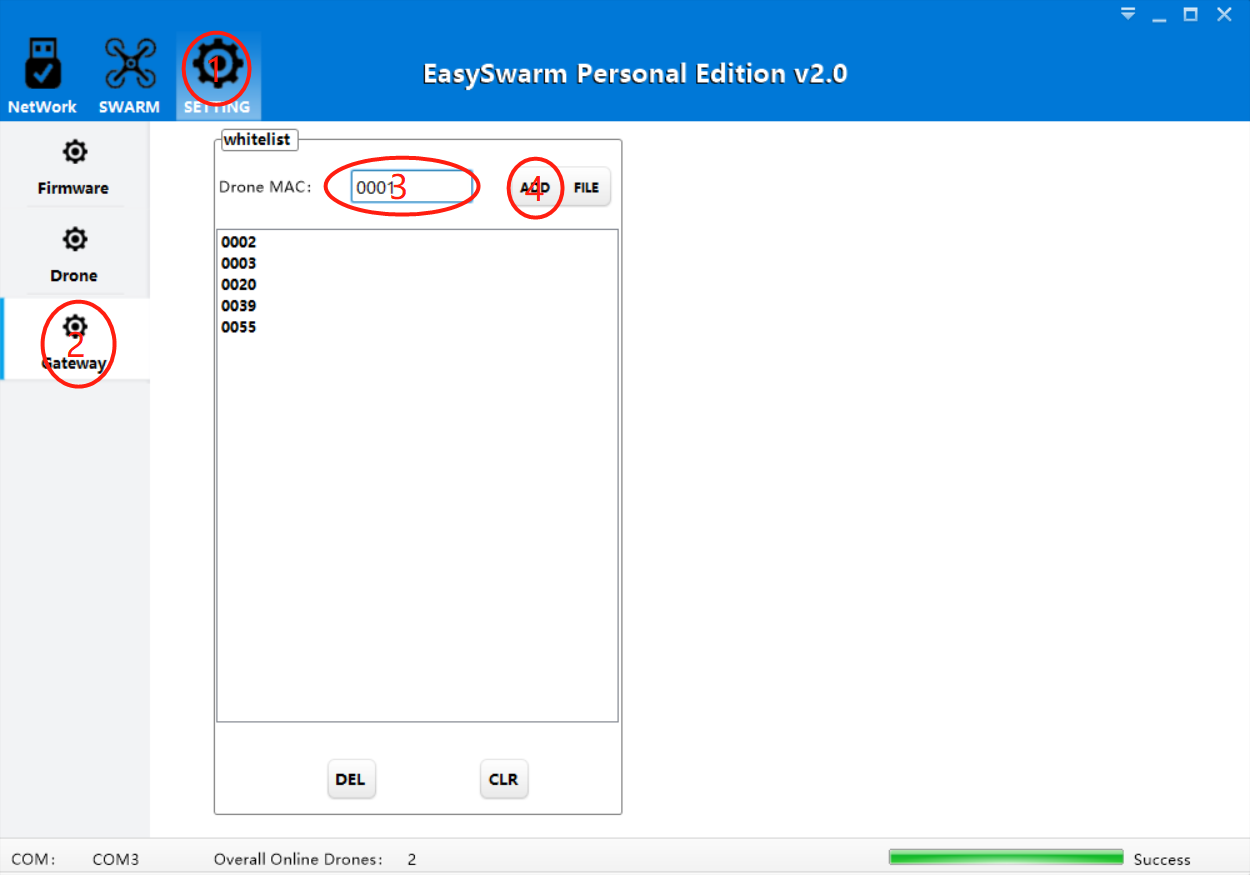 EasySwarm Personal Edition v2.0
NetWork SWARM SETTING
1
Firmware
Drone
Gateway
2
whitelist
Drone MAC: 0001 ADD FILE
3 4
0002
0003
0020
0039
0055
DEL CLR
COM: COM3 Overall Online Drones: 2 Success